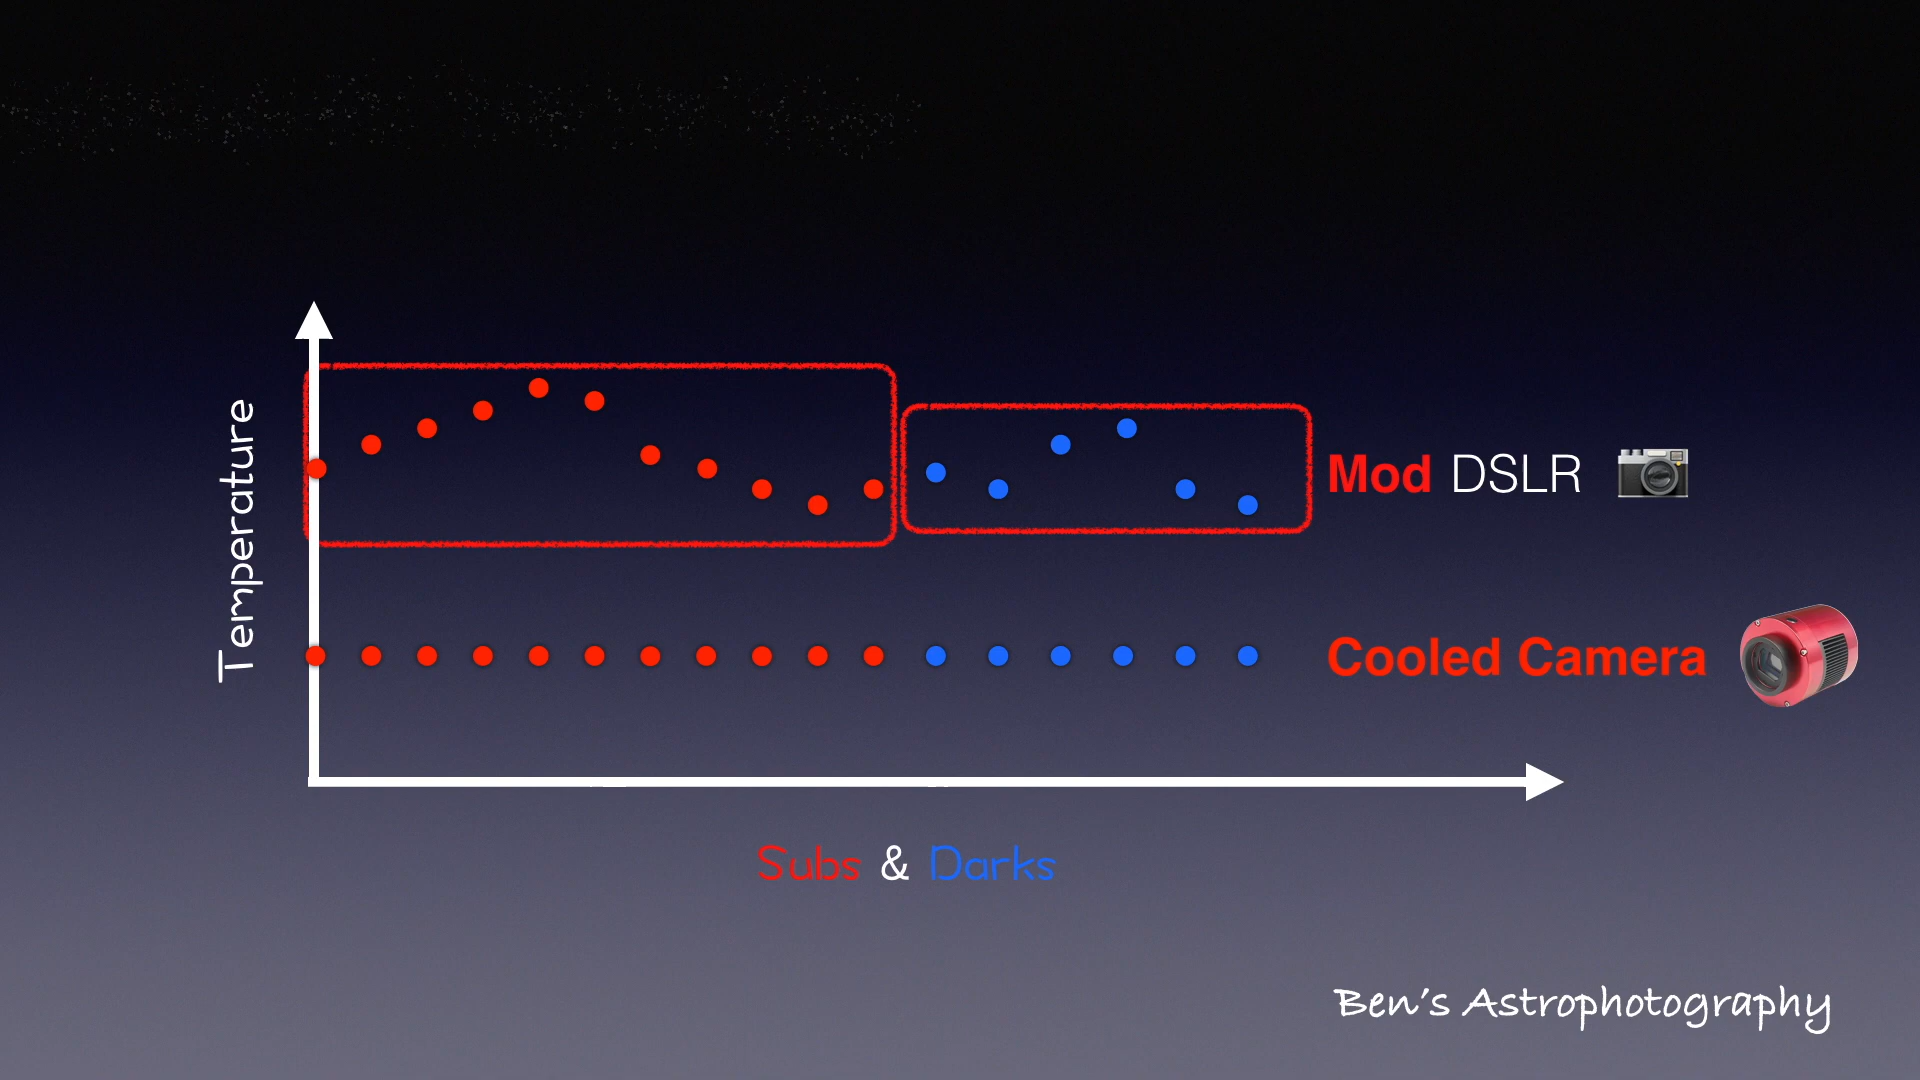 Temperature
Mod DSLR
Cooled Camera
Subs & Darks
Ben's Astrophotography